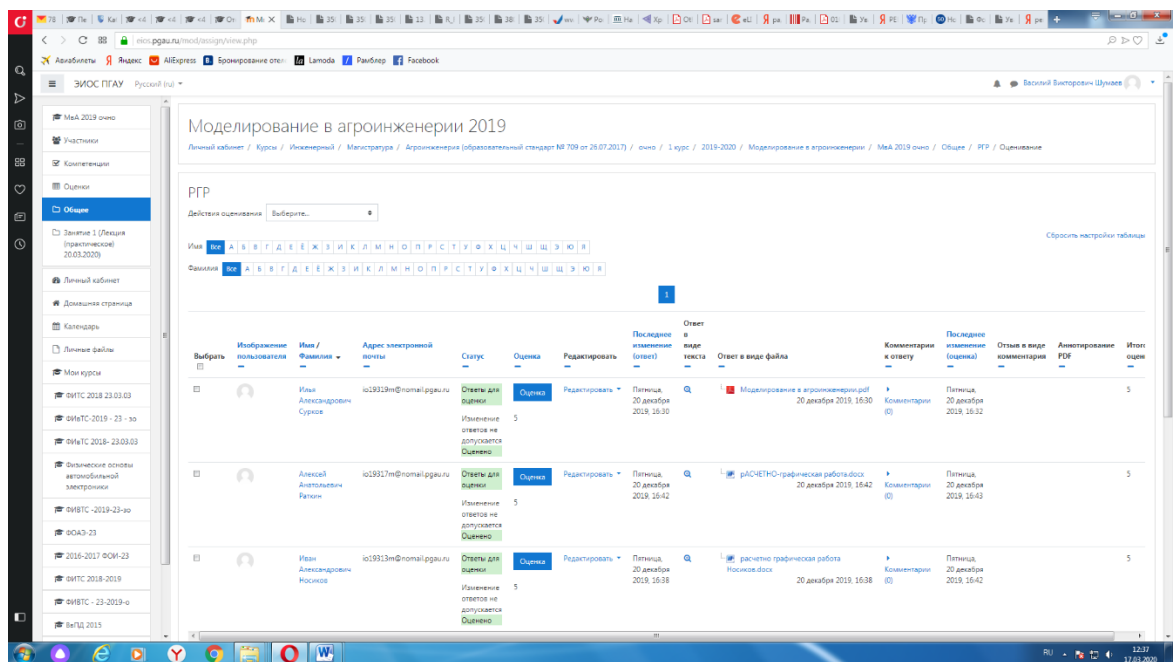 eios.pgau.ru/mod/assign/view.php
Авиабилеты Яндекс AliExpress Бронирование отел Lamoda Рамблер Facebook
ЭИОС ПГАУ Русский (ru)
Василий Викторович Шумаев
МвА 2019 очно
Участники
Компетенции
Оценки
Общее
Занятие 1 (Лекция
(практическое)
20.03.2020)
Личный кабинет
Домашняя страница
Календарь
Личные файлы
Мои курсы
ФИТС 2018 23.03.03
ФИвТС-2019 - 23 - зо
ФИвТС 2018- 23.03.03
Физические основы
автомобильной
электроники
ФИВТС -2019-23-зо
ФОАЭ-23
2016-2017 ФОИ-23
ФИТС 2018-2019
ФИВТС - 23-2019-о
ВвПД 2015
Моделирование в агроинженерии 2019
Личный кабинет / Курсы / Инженерный / Магистратура / Агроинженерия (образовательный стандарт № 709 от 26.07.2017) / очно / 1 курс / 2019-2020 / Моделирование в агроинженерии / МвА 2019 очно / Общее / РГР / Оценивание
РГР
Действия оценивания Выберите...
Сбросить настройки таблицы
Имя Все А Б В Г Д Е Ё Ж З И К Л М Н О П Р С Т У Ф Х Ц Ч Ш Щ Э Ю Я
Фамилия Все А Б В Г Д Е Ё Ж З И К Л М Н О П Р С Т У Ф Х Ц Ч Ш Щ Э Ю Я
1
Выбрать
Изображение
пользователя
Имя /
Фамилия
Адрес электронной
почты
Статус
Оценка
Редактировать
Последнее
изменение
(ответ)
Ответ
в
виде
текста
Ответ в виде файла
Комментарии
к ответу
Последнее
изменение
(оценка)
Отзыв в виде
комментария
Аннотирование
PDF
Итого
оцен
Илья
Александрович
Сурков
io19319m@nomail.pgau.ru
Ответы для
оценки
Изменение
ответов не
допускается
Оценено
Оценка
5
Редактировать
Пятница,
20 декабря
2019, 16:30
Моделирование в агроинженерии.pdf
20 декабря 2019, 16:30
Комментарии
(0)
Пятница,
20 декабря
2019, 16:32
5
Алексей
Анатольевич
Раткин
io19317m@nomail.pgau.ru
Ответы для
оценки
Изменение
ответов не
допускается
Оценено
Оценка
5
Редактировать
Пятница,
20 декабря
2019, 16:42
рАСЧЕТНО-графическая работа.docx
20 декабря 2019, 16:42
Комментарии
(0)
Пятница,
20 декабря
2019, 16:43
5
Иван
Александрович
Носиков
io19313m@nomail.pgau.ru
Ответы для
оценки
Изменение
ответов не
допускается
Оценено
Оценка
5
Редактировать
Пятница,
20 декабря
2019, 16:38
расчетно графическая работа
Носиков.docx
20 декабря 2019, 16:38
Комментарии
(0)
Пятница,
20 декабря
2019, 16:42
5
RU
12:37
17.03.2020